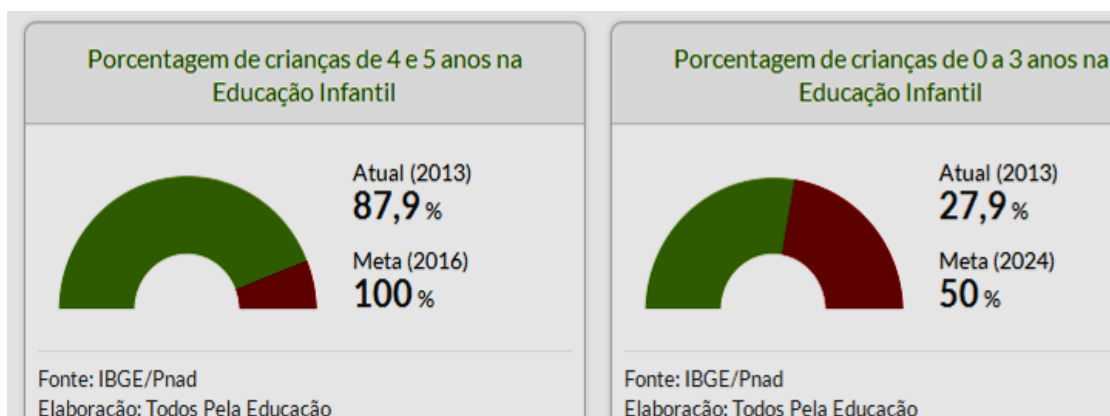 Porcentagem de crianças de 4 e 5 anos na
Educação Infantil
Atual (2013)
87,9 %
Meta (2016)
100 %
Fonte: IBGE/Pnad
Elaboração: Todos Pela Educação
Porcentagem de crianças de 0 a 3 anos na
Educação Infantil
Atual (2013)
27,9 %
Meta (2024)
50 %
Fonte: IBGE/Pnad
Elaboração: Todos Pela Educação